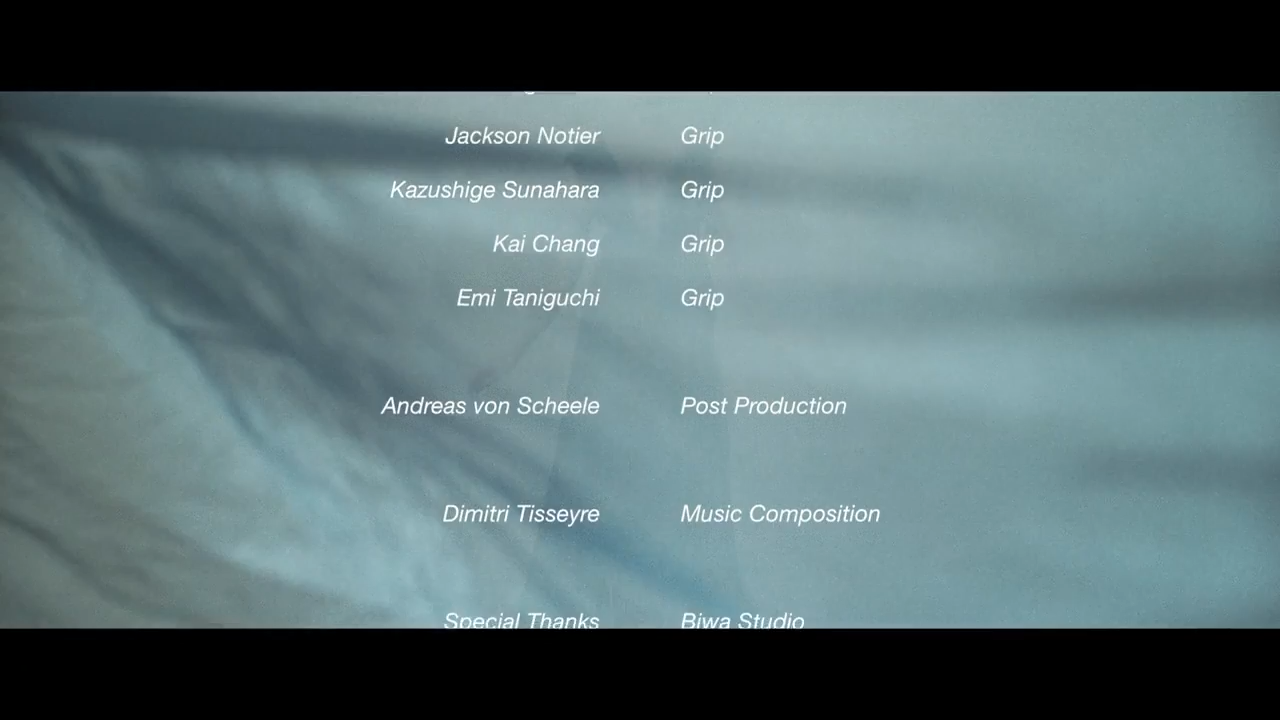 Jackson Notier Grip
Kazushige Sunahara Grip
Kai Chang Grip
Emi Taniguchi Grip
Andreas von Scheele Post Production
Dimitri Tisseyre Music Composition
Special Thanks Biwa Studio